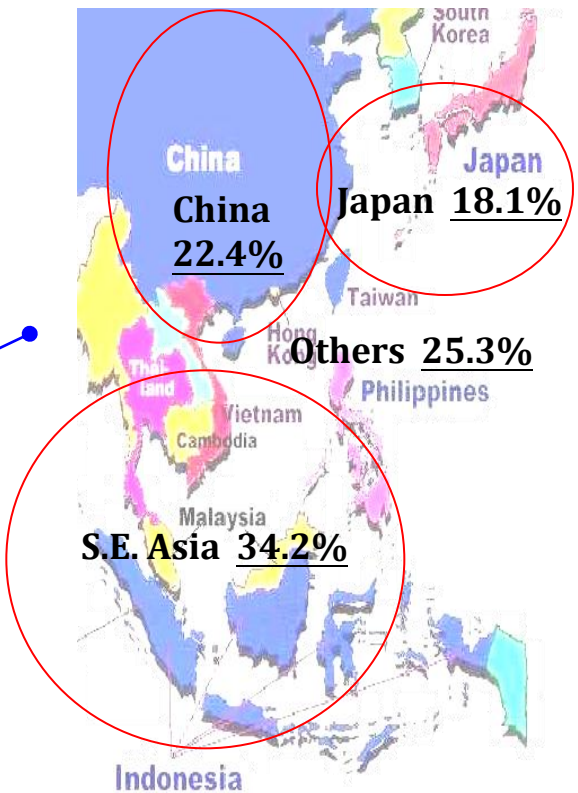 South
Korea
China
Japan
China
22.4%
Japan 18.1%
Taiwan
Hong
Kong
Others 25.3%
Thai-
land
Philippines
Vietnam
Cambodia
Malaysia
S.E. Asia 34.2%
Indonesia